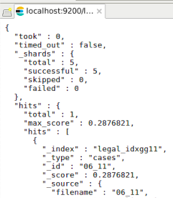 localhost:9200/l...
{
"took" : 0,
"timed_out" : false,
"_shards" : {
"total" : 5,
"successful" : 5,
"skipped" : 0,
"failed" : 0
},
"hits" : {
"total" : 1,
"max_score" : 0.2876821,
"hits" : [
{
"_index" : "legal_idxgg11",
"_type" : "cases",
"_id" : "06_11",
"_score" : 0.2876821,
"_source" : {
"filename" : "06_11",